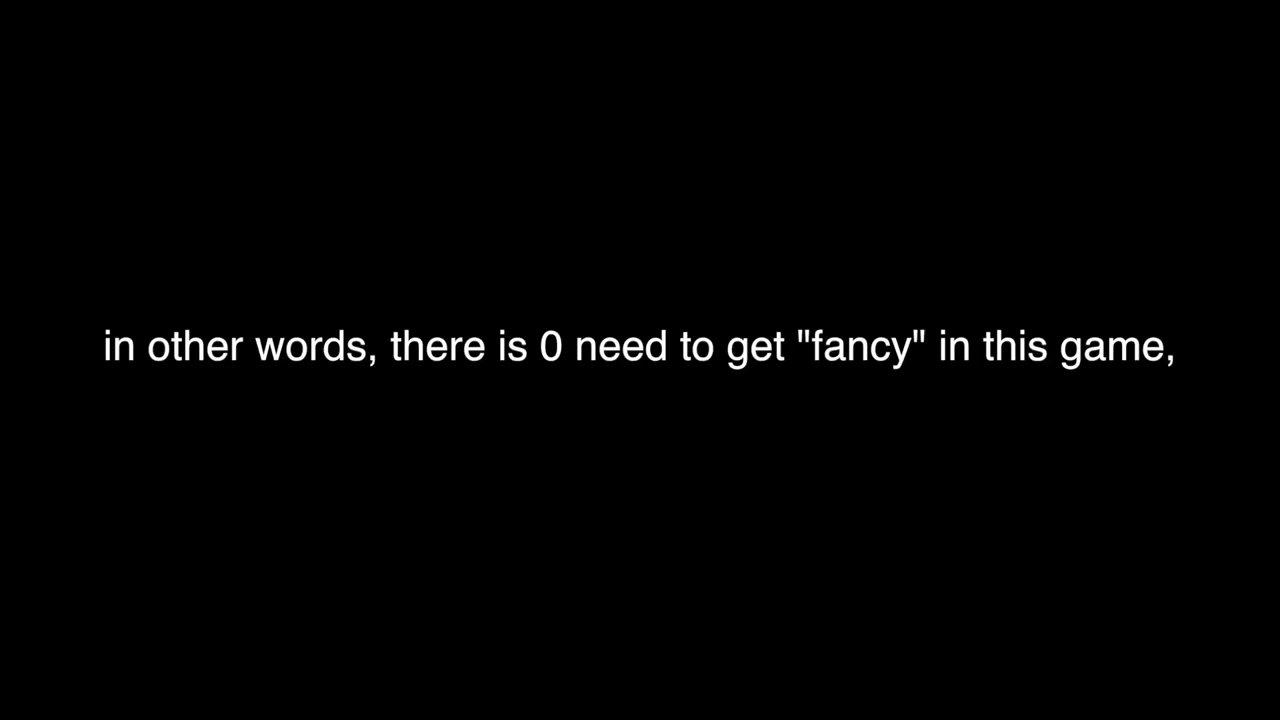 in other words, there is 0 need to get "fancy" in this game,